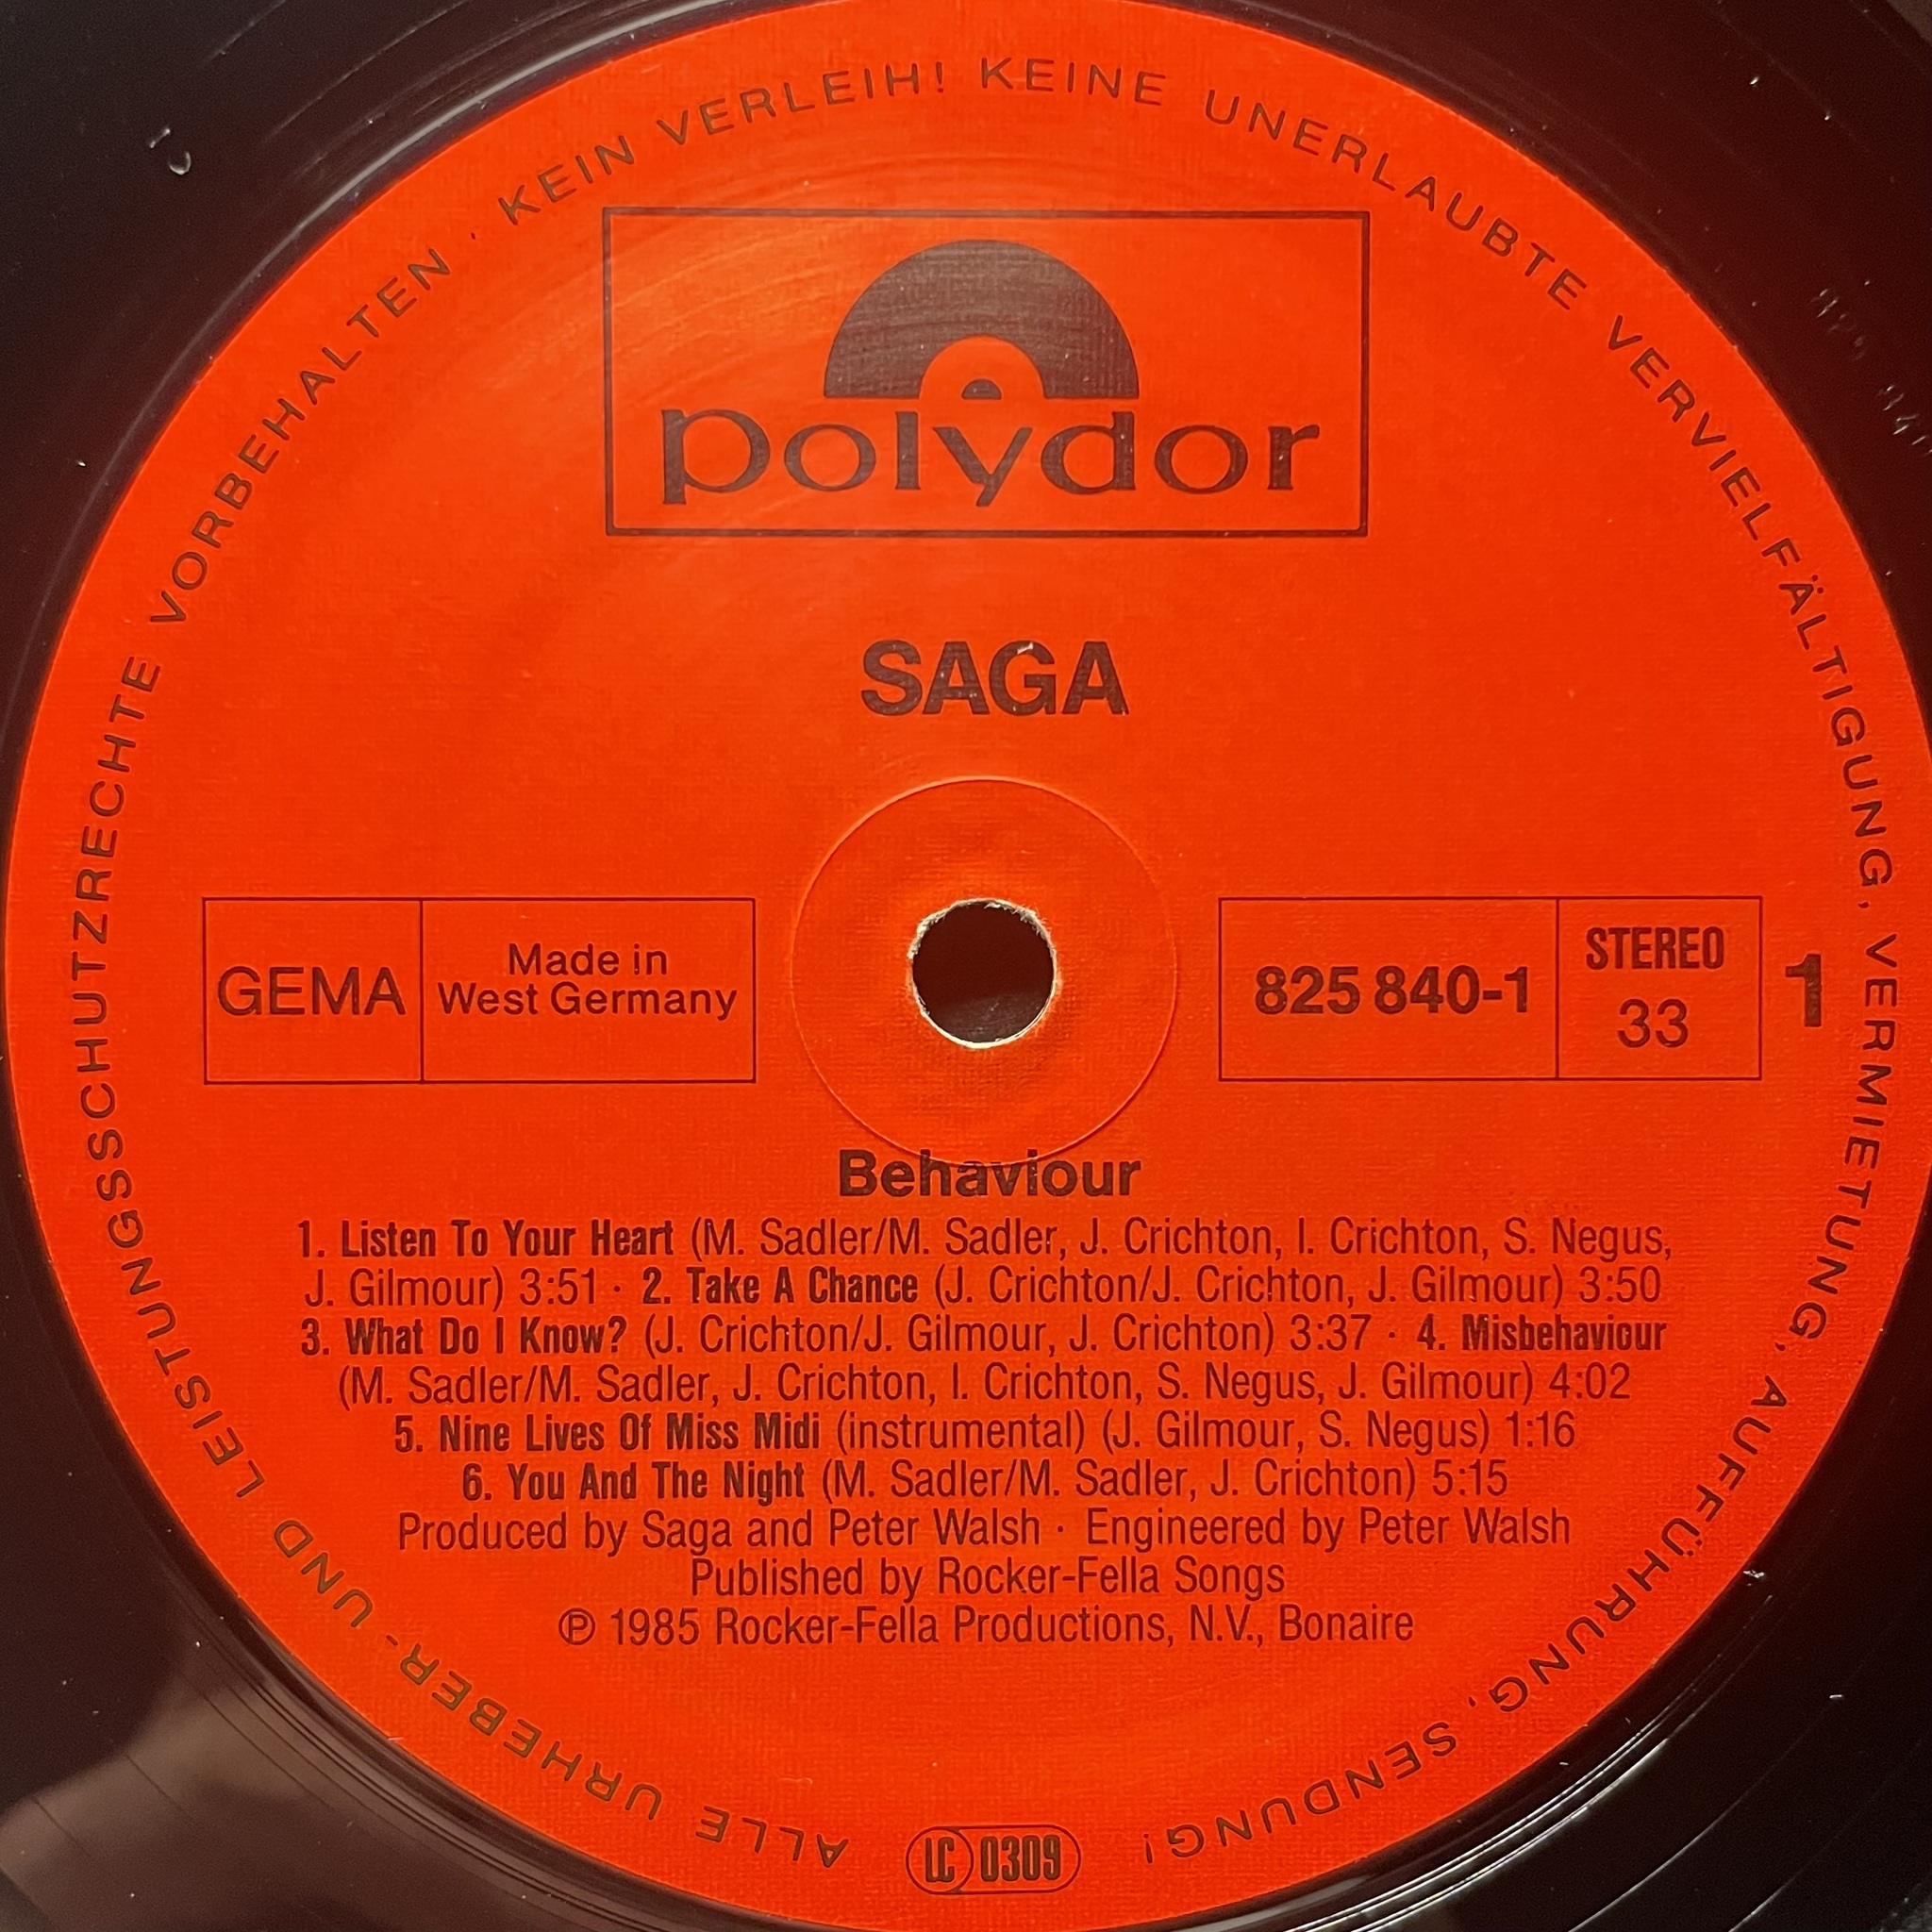 ALLE URHEBER- UND LEISTUNGSSCHUTZRECHTE VORBEHALTEN · KEIN VERLEIH! KEINE UNERLAUBTE VERVIELFÄLTIGUNG, VERMIETUNG, AUFFÜHRUNG, SENDUNG!
polydor
SAGA
GEMA
Made in
West Germany
825 840-1
STEREO
33
1
Behaviour
1. Listen To Your Heart (M. Sadler/M. Sadler, J. Crichton, I. Crichton, S. Negus,
J. Gilmour) 3:51 · 2. Take A Chance (J. Crichton/J. Crichton, J. Gilmour) 3:50
3. What Do I Know? (J. Crichton/J. Gilmour, J. Crichton) 3:37 · 4. Misbehaviour
(M. Sadler/M. Sadler, J. Crichton, I. Crichton, S. Negus, J. Gilmour) 4:02
5. Nine Lives Of Miss Midi (instrumental) (J. Gilmour, S. Negus) 1:16
6. You And The Night (M. Sadler/M. Sadler, J. Crichton) 5:15
Produced by Saga and Peter Walsh · Engineered by Peter Walsh
Published by Rocker-Fella Songs
℗ 1985 Rocker-Fella Productions, N.V., Bonaire
LC 0309